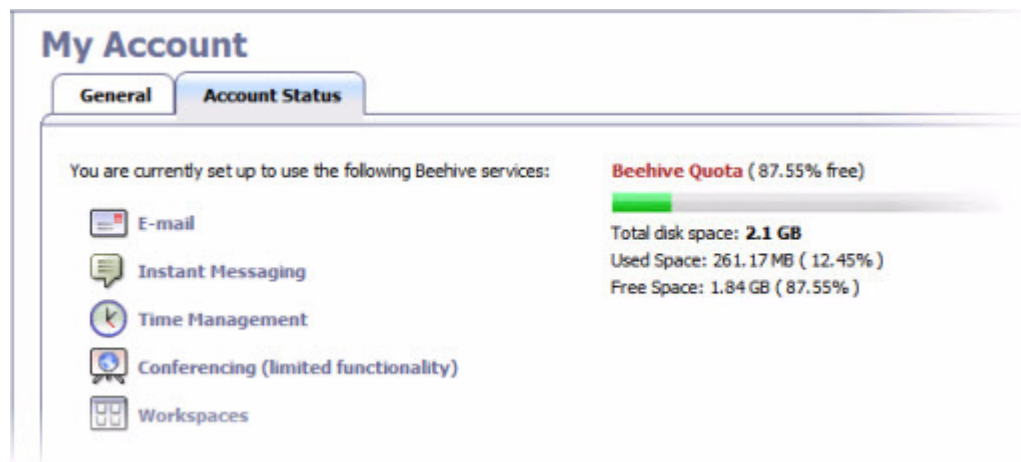 My Account
General
Account Status
You are currently set up to use the following Beehive services:
E-mail
Instant Messaging
Time Management
Conferencing (limited functionality)
Workspaces
Beehive Quota ( 87.55% free)
Total disk space: 2.1 GB
Used Space: 261.17 MB ( 12.45% )
Free Space: 1.84 GB ( 87.55% )